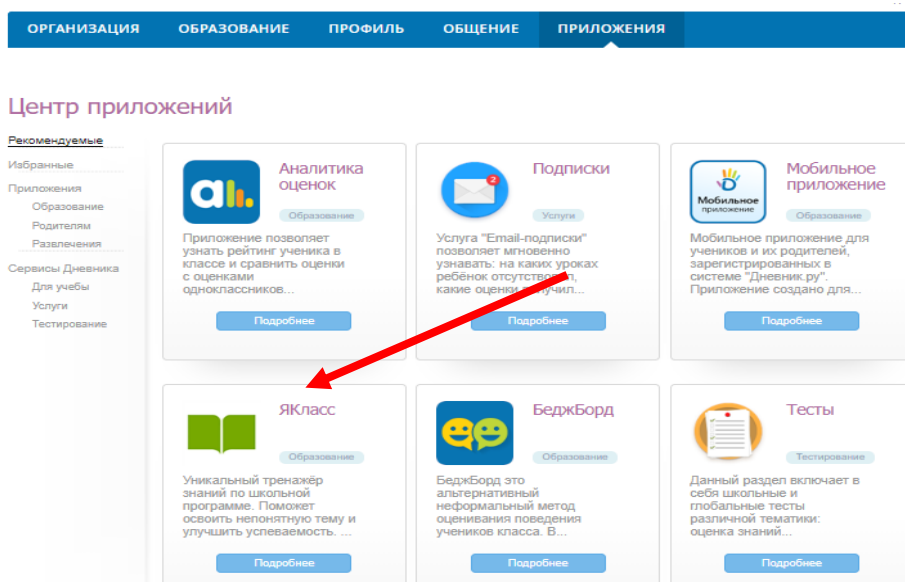 ОРГАНИЗАЦИЯ ОБРАЗОВАНИЕ ПРОФИЛЬ ОБЩЕНИЕ ПРИЛОЖЕНИЯ
Центр приложений
Рекомендуемые
Избранные
Приложения
Образование
Родителям
Развлечения
Сервисы Дневника
Для учебы
Услуги
Тестирование
Аналитика
оценок
Образование
Приложение позволяет
узнать рейтинг ученика в
классе и сравнить оценки
с оценками
одноклассников...
Подробнее
2
Подписки
Услуги
Услуга "Email-подписки"
позволяет мгновенно
узнавать: на каких уроках
ребёнок
какие оценки
Подробнее
Мобильное
приложение
Мобильное
приложение
Образование
Мобильное приложение для
учеников и их родителей,
зарегистрированных в
системе "Дневник.ру".
Приложение создано для...
Подробнее
ЯКласс
Образование
Уникальный тренажёр
знаний по школьной
программе. Поможет
освоить непонятную тему и
улучшить успеваемость. ...
Подробнее
БеджБорд
Образование
БеджБорд это
альтернативный
неформальный метод
оценивания поведения
учеников класса. В...
Подробнее
Тесты
Тестирование
Данный раздел включает в
себя школьные и
глобальные тесты
различной тематики:
оценка знаний...
Подробнее